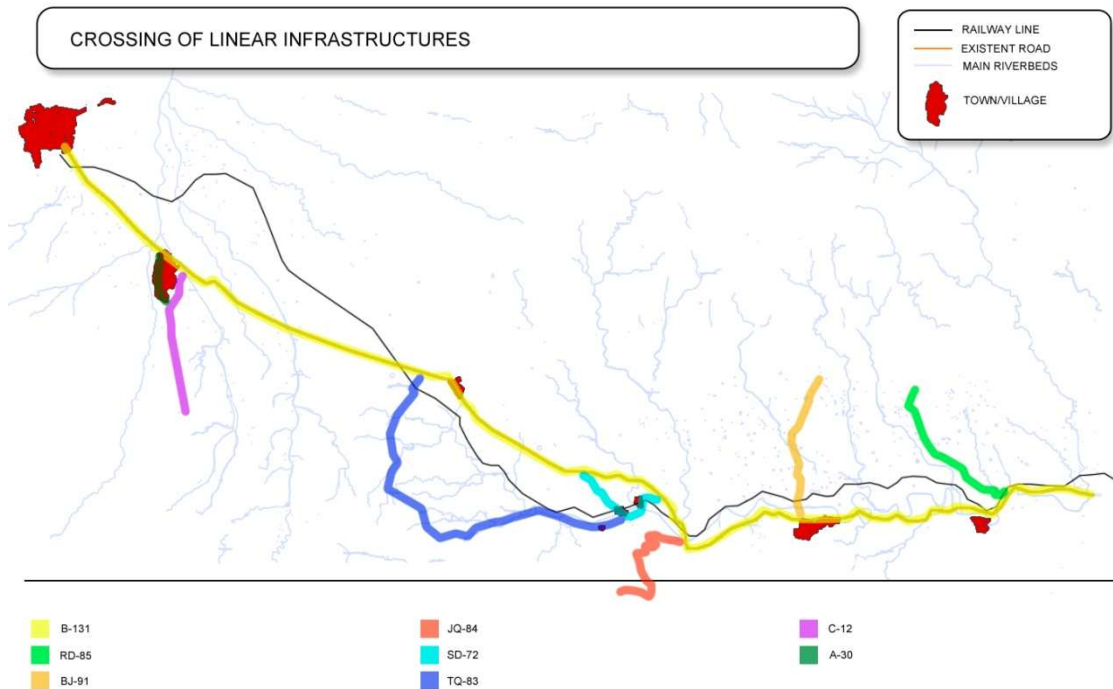 CROSSING OF LINEAR INFRASTRUCTURES
RAILWAY LINE
EXISTENT ROAD
MAIN RIVERBEDS
TOWN/VILLAGE
B-131
RD-85
BJ-91
JQ-84
SD-72
TQ-83
C-12
A-30